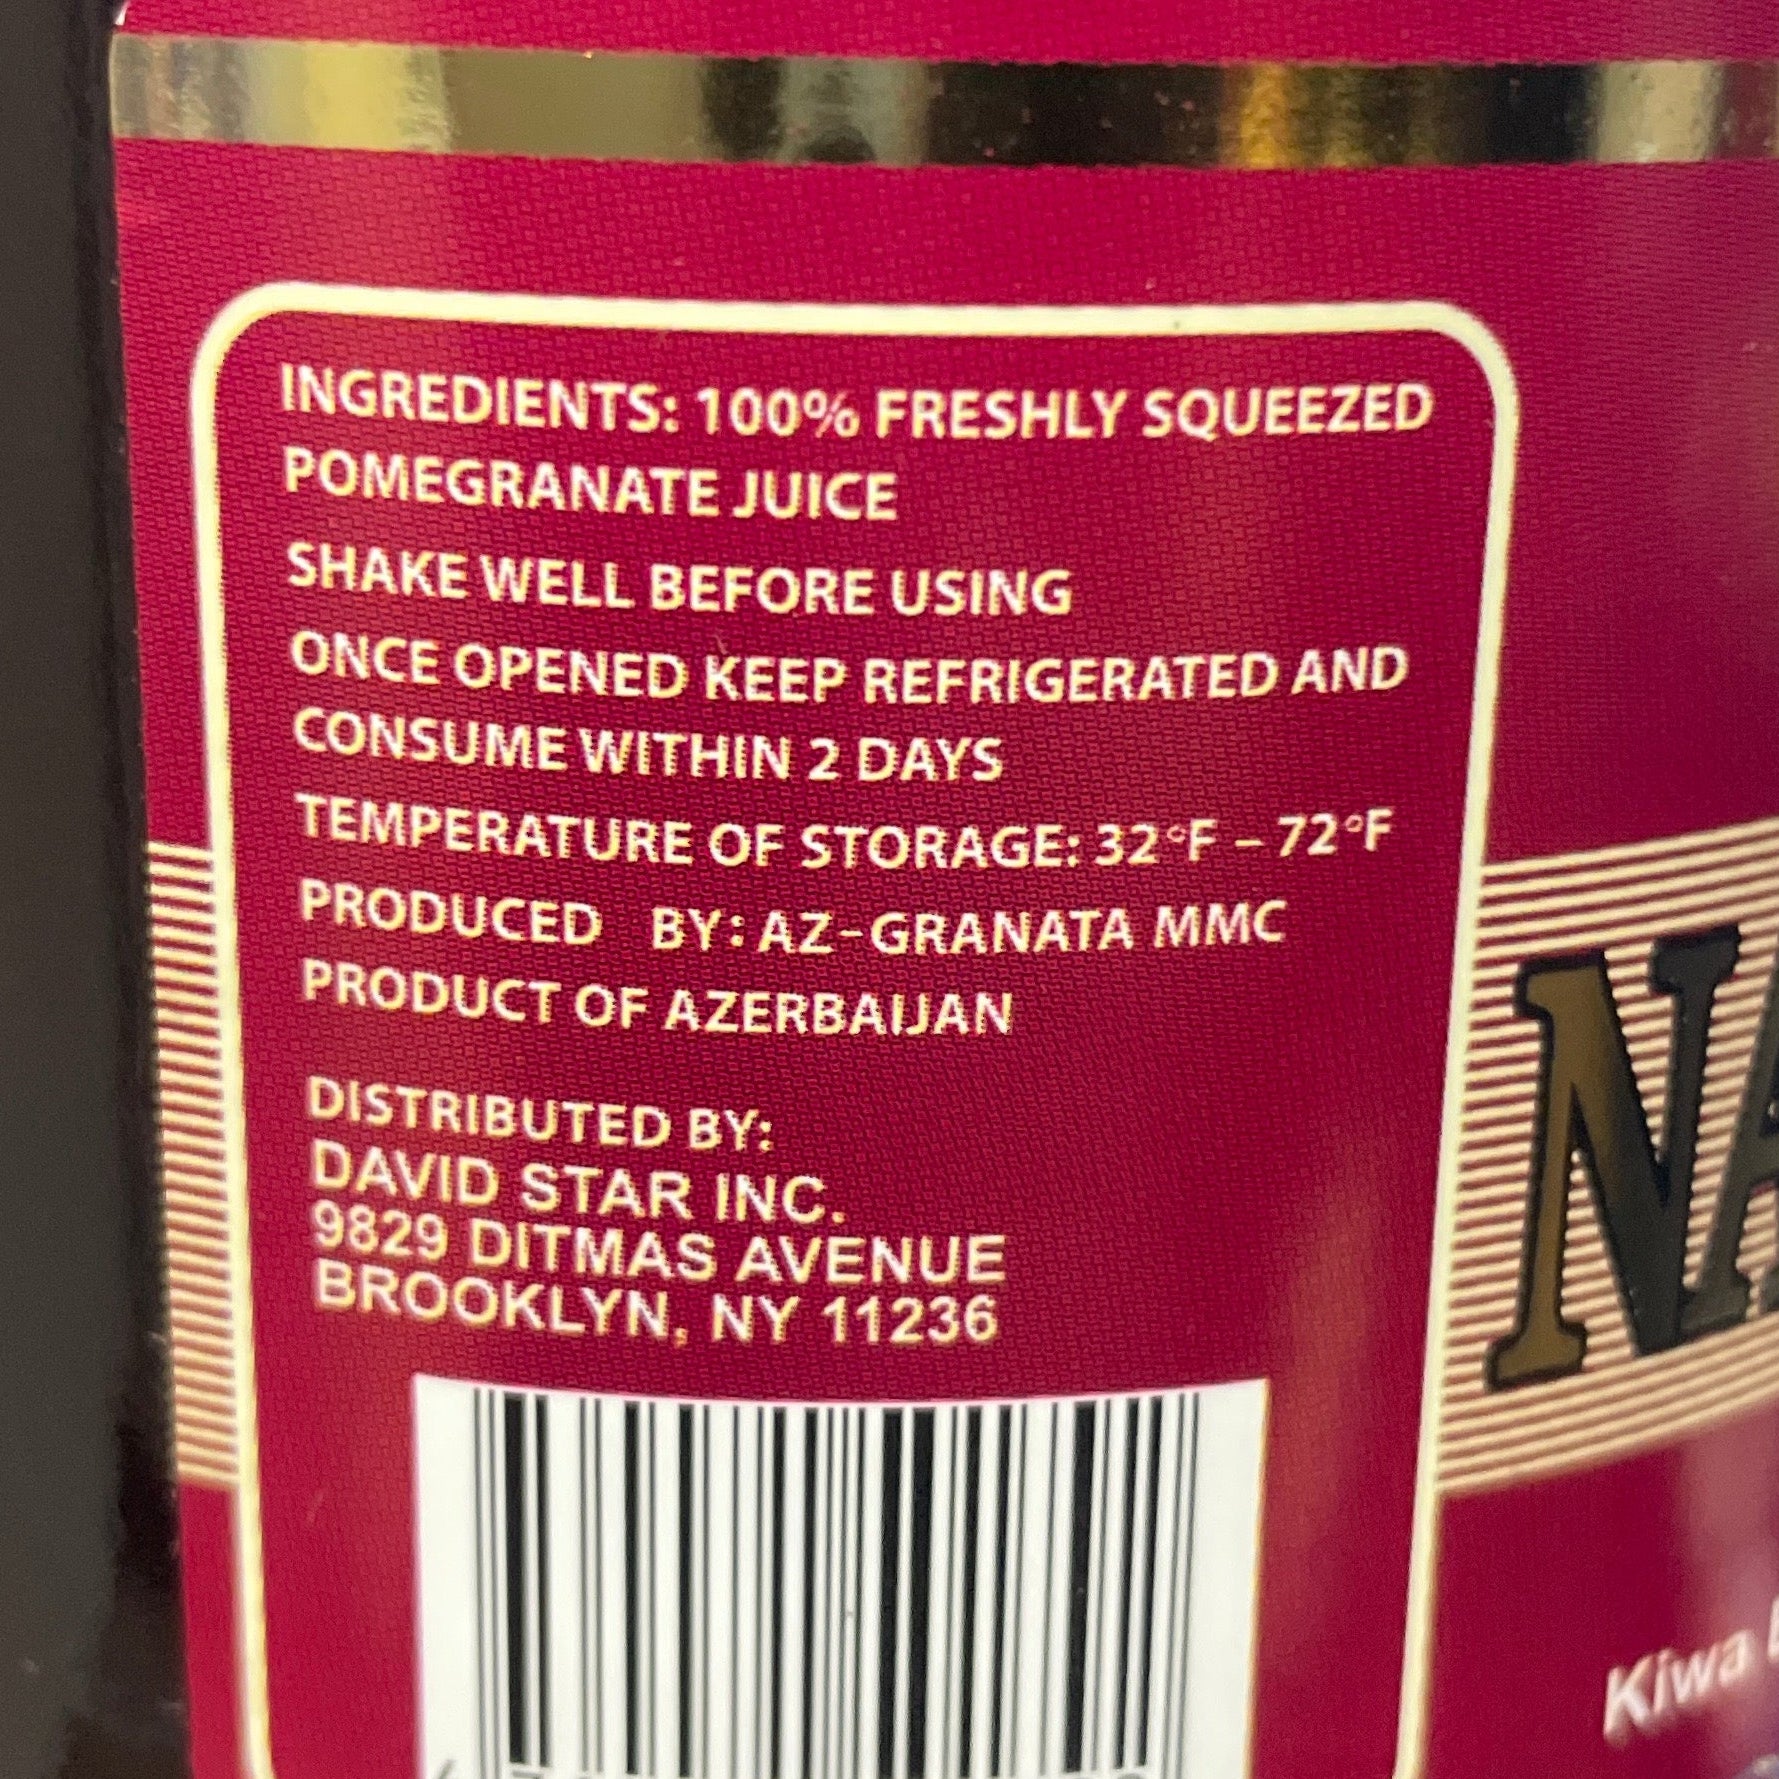 INGREDIENTS: 100% FRESHLY SQUEEZED
POMEGRANATE JUICE
SHAKE WELL BEFORE USING
ONCE OPENED KEEP REFRIGERATED AND
CONSUME WITHIN 2 DAYS
TEMPERATURE OF STORAGE: 32°F – 72°F
PRODUCED BY: AZ-GRANATA MMC
PRODUCT OF AZERBAIJAN
DISTRIBUTED BY:
DAVID STAR INC.
9829 DITMAS AVENUE
BROOKLYN, NY 11236
Kiwa